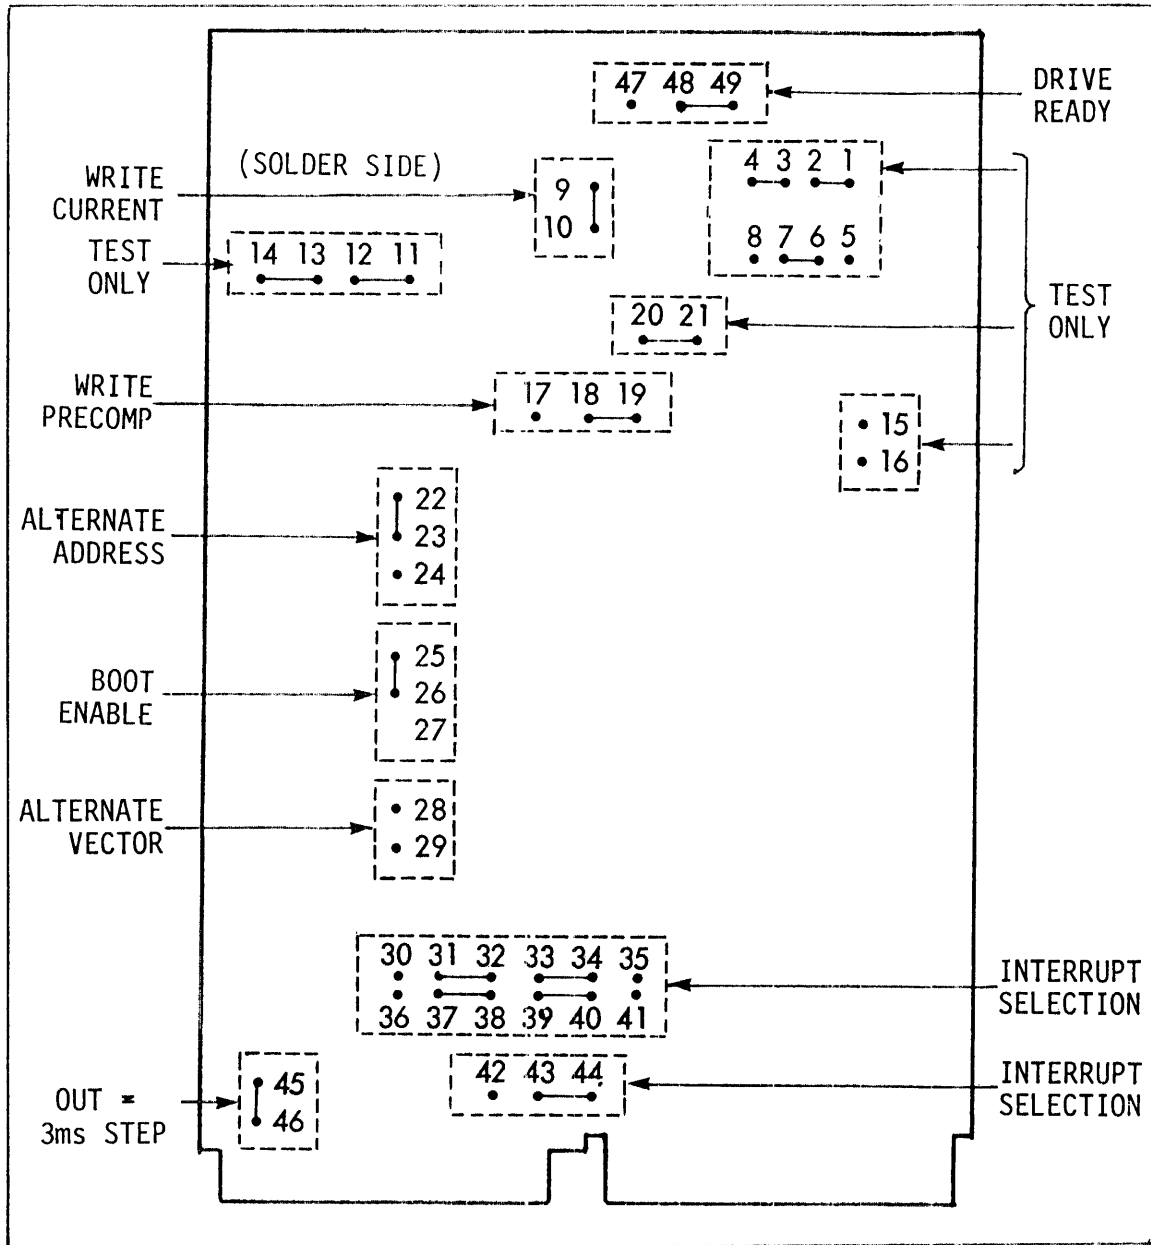 47 48 49
DRIVE
READY
4 3 2 1
(SOLDER SIDE)
WRITE
CURRENT
9
10
8 7 6 5
TEST
ONLY
14 13 12 11
TEST
ONLY
20 21
WRITE
PRECOMP
17 18 19
15
16
ALTERNATE
ADDRESS
22
23
24
BOOT
ENABLE
25
26
27
ALTERNATE
VECTOR
28
29
30 31 32 33 34 35
36 37 38 39 40 41
INTERRUPT
SELECTION
42 43 44
INTERRUPT
SELECTION
OUT =
3ms STEP
45
46